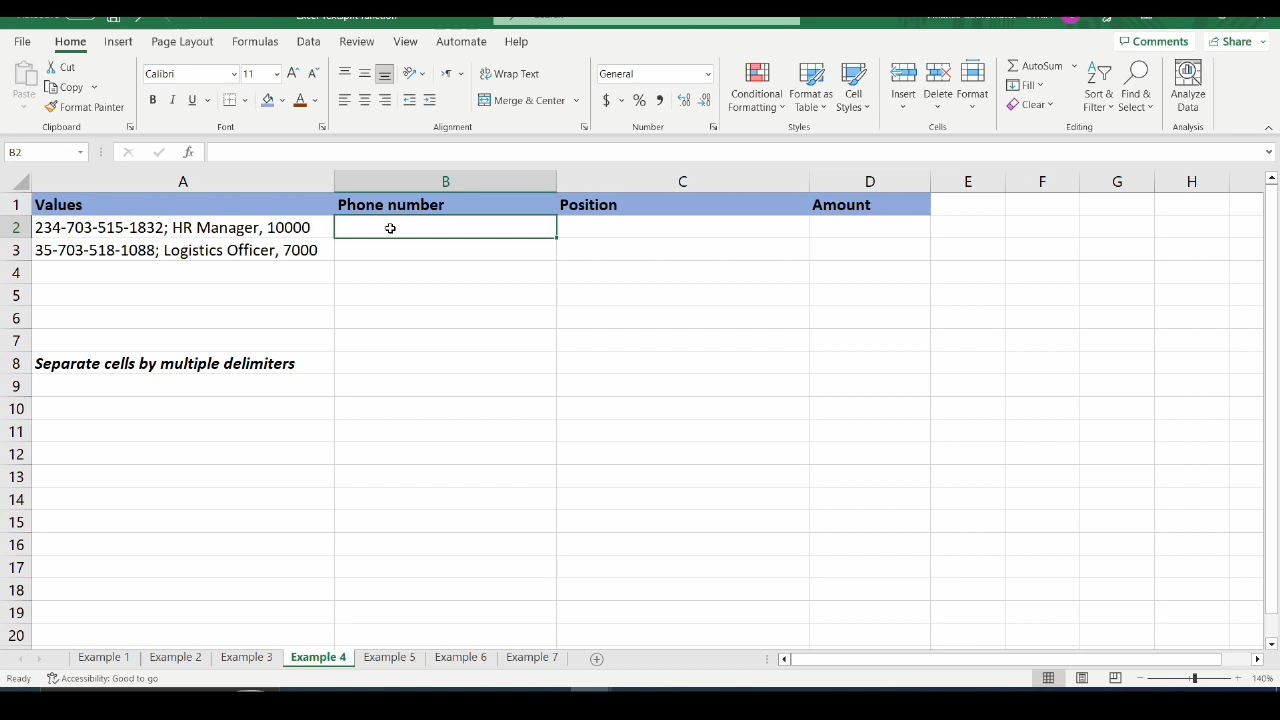 File Home Insert Page Layout Formulas Data Review View Automate Help Comments Share
Paste Cut Copy Format Painter Clipboard
Calibri 11 B I U Font
Wrap Text Merge & Center Alignment
General $ % Number
Conditional Formatting Format as Table Cell Styles Styles
Insert Delete Format Cells
AutoSum Fill Clear Sort & Filter Find & Select Editing
Analyze Data Analysis
B2 fx
A B C D E F G H
1 Values Phone number Position Amount
2 234-703-515-1832; HR Manager, 10000
3 35-703-518-1088; Logistics Officer, 7000
4
5
6
7
8 Separate cells by multiple delimiters
9
10
11
12
13
14
15
16
17
18
19
20
Example 1 Example 2 Example 3 Example 4 Example 5 Example 6 Example 7
Ready Accessibility: Good to go 140%